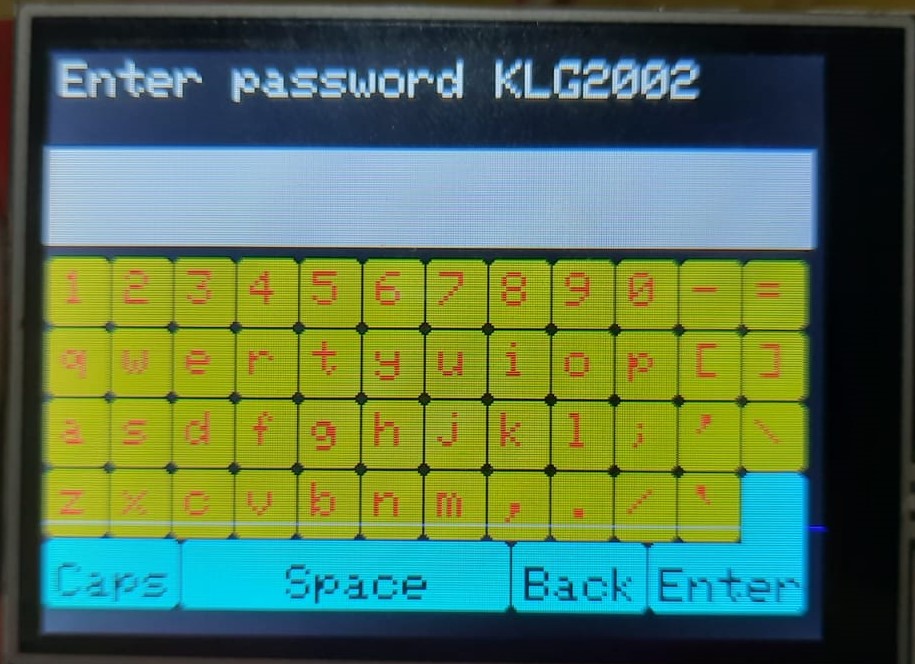 Enter password KLG2002
1 2 3 4 5 6 7 8 9 0 - =
q w e r t y u i o p [ ]
a s d f g h j k l ; ' \
z x c v b n m , . / `
Caps Space Back Enter